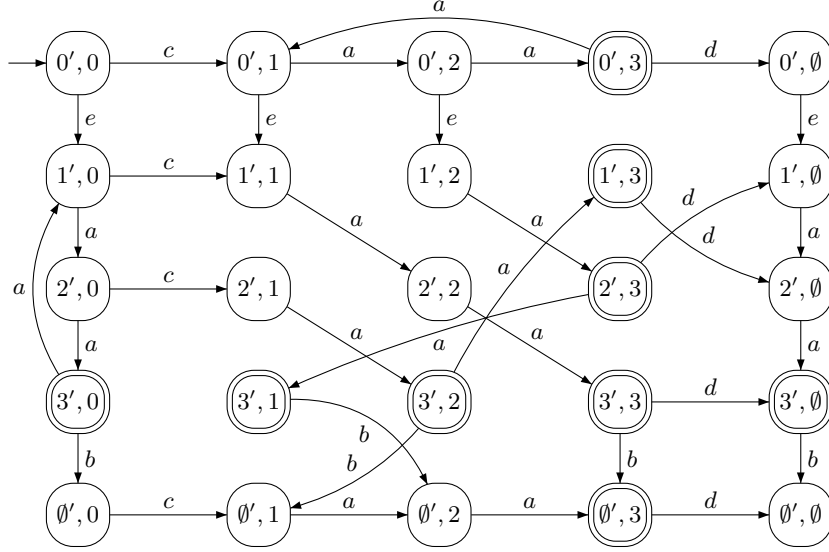 a
0′, 0 c 0′, 1 a 0′, 2 a 0′, 3 d 0′, ∅
e e e e
1′, 0 c 1′, 1 1′, 2 1′, 3 1′, ∅
a a a a d d a
2′, 0 c 2′, 1 2′, 2 2′, 3 2′, ∅
a a a a a a
3′, 0 3′, 1 3′, 2 3′, 3 d 3′, ∅
b b b b b
∅′, 0 c ∅′, 1 a ∅′, 2 a ∅′, 3 d ∅′, ∅